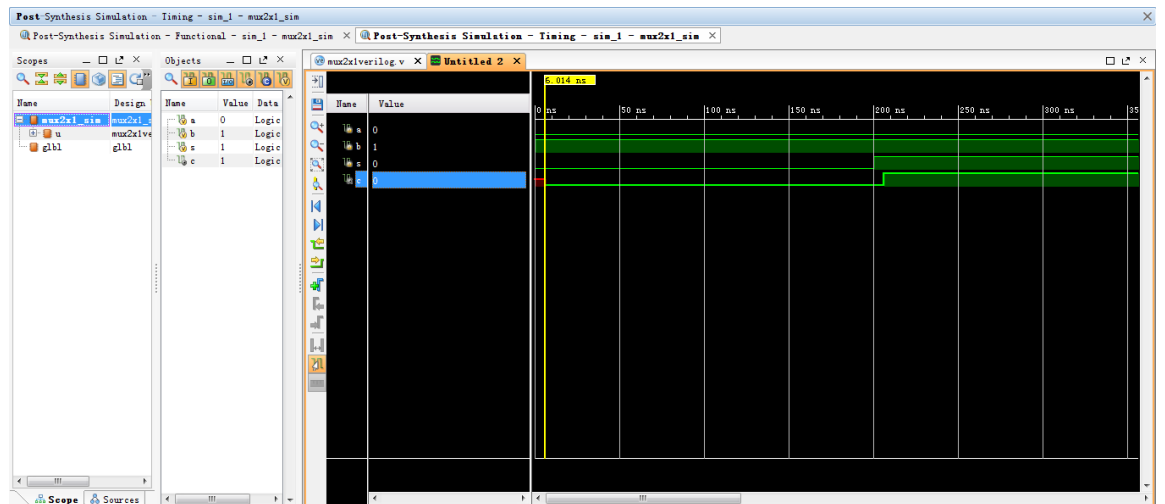 Post-Synthesis Simulation - Timing - sim_1 - mux2x1_sim
Post-Synthesis Simulation - Functional - sim_1 - mux2x1_sim
Post-Synthesis Simulstion - Timing - sim_1 - mux2x1_sim
Scopes
Name Design
mux2x1_sim mux2x1_s
u mux2x1ve
glbl glbl
Scope Sources
Objects
Name Value Data
a 0 Logic
b 1 Logic
s 1 Logic
c 1 Logic
mux2x1verilog.v Untitled 2
Name Value
a 0
b 1
s 0
c 0
6.014 ns
0 ns 50 ns 100 ns 150 ns 200 ns 250 ns 300 ns 35